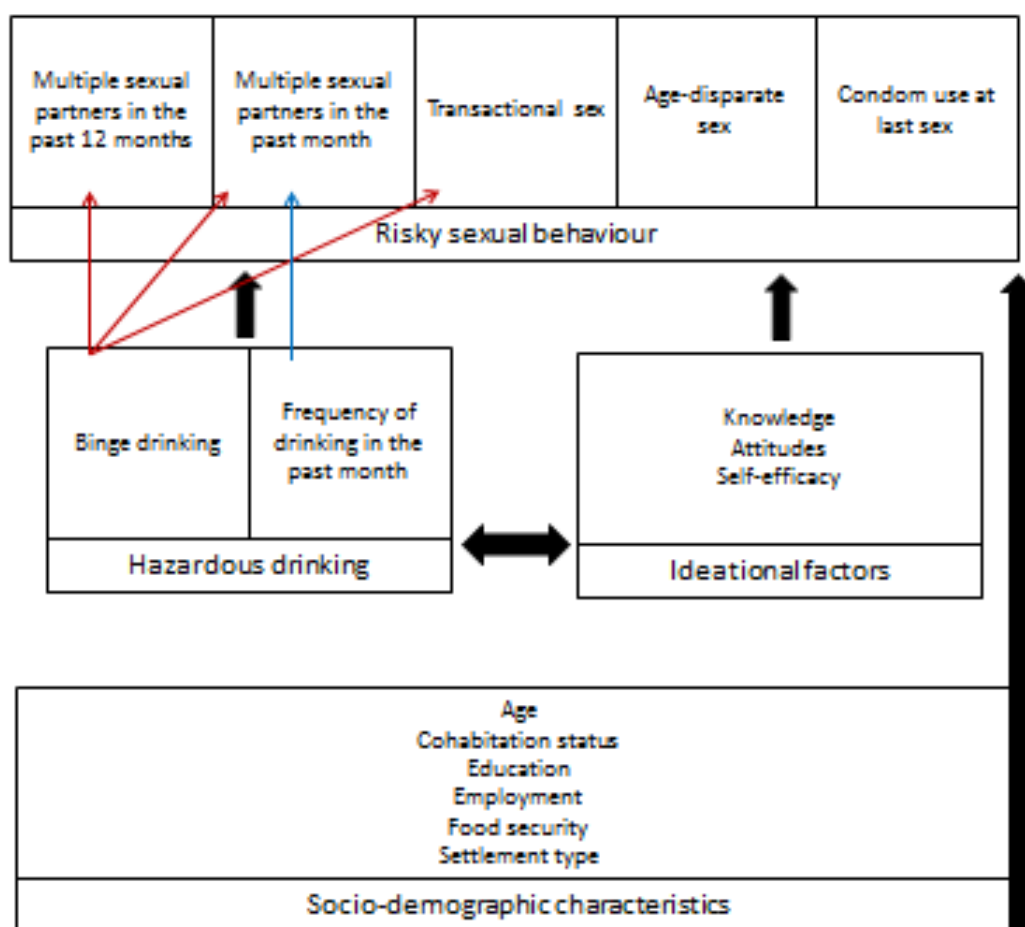 Multiple sexual
partners in the
past 12 months
Multiple sexual
partners in the
past month
Transactional sex
Age-disparate
sex
Condom use at
last sex
Risky sexual behaviour
Binge drinking
Frequency of
drinking in the
past month
Hazardous drinking
Knowledge
Attitudes
Self-efficacy
Ideational factors
Age
Cohabitation status
Education
Employment
Food security
Settlement type
Socio-demographic characteristics